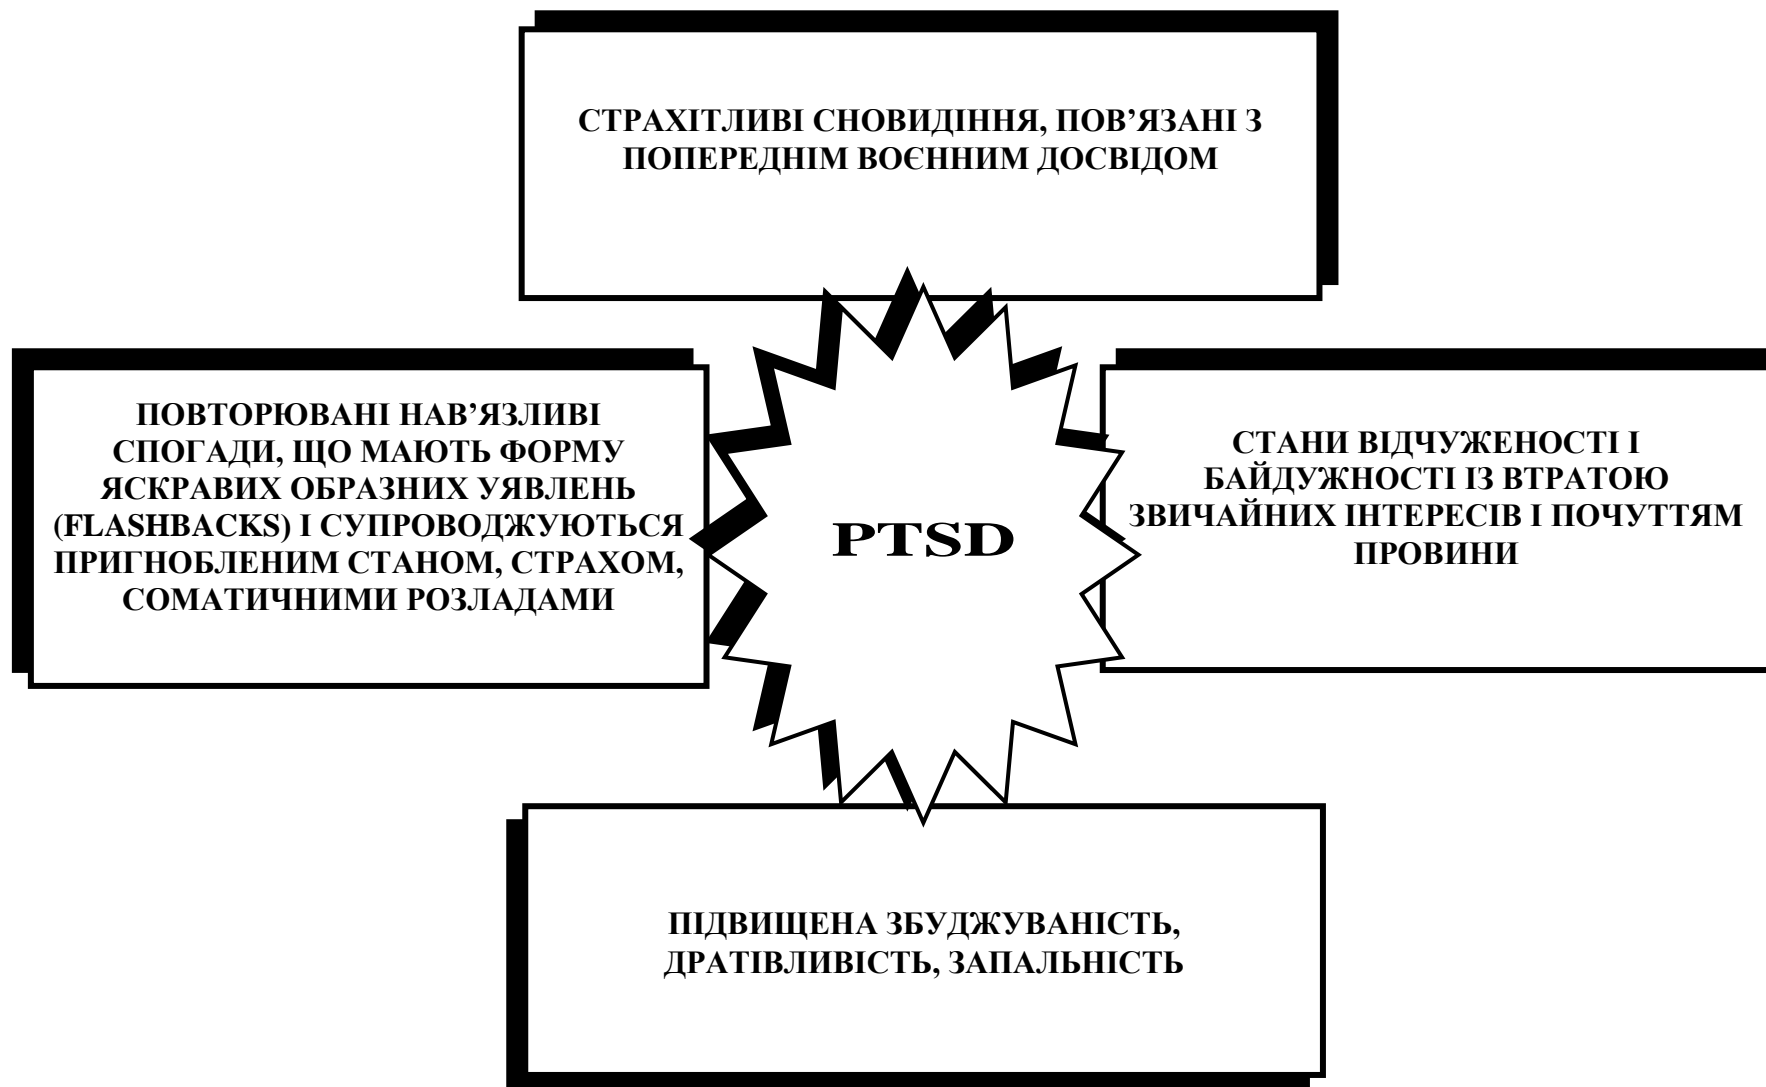 СТРАХІТЛИВІ СНОВИДІННЯ, ПОВ’ЯЗАНІ З
ПОПЕРЕДНІМ ВОЄННИМ ДОСВІДОМ
ПОВТОРЮВАНІ НАВ’ЯЗЛИВІ
СПОГАДИ, ЩО МАЮТЬ ФОРМУ
ЯСКРАВИХ ОБРАЗНИХ УЯВЛЕНЬ
(FLASHBACKS) І СУПРОВОДЖУЮТЬСЯ
ПРИГНОБЛЕНИМ СТАНОМ, СТРАХОМ,
СОМАТИЧНИМИ РОЗЛАДАМИ
PTSD
СТАНИ ВІДЧУЖЕНОСТІ І
БАЙДУЖНОСТІ ІЗ ВТРАТОЮ
ЗВИЧАЙНИХ ІНТЕРЕСІВ І ПОЧУТТЯМ
ПРОВИНИ
ПІДВИЩЕНА ЗБУДЖУВАНІСТЬ,
ДРАТІВЛИВІСТЬ, ЗАПАЛЬНІСТЬ